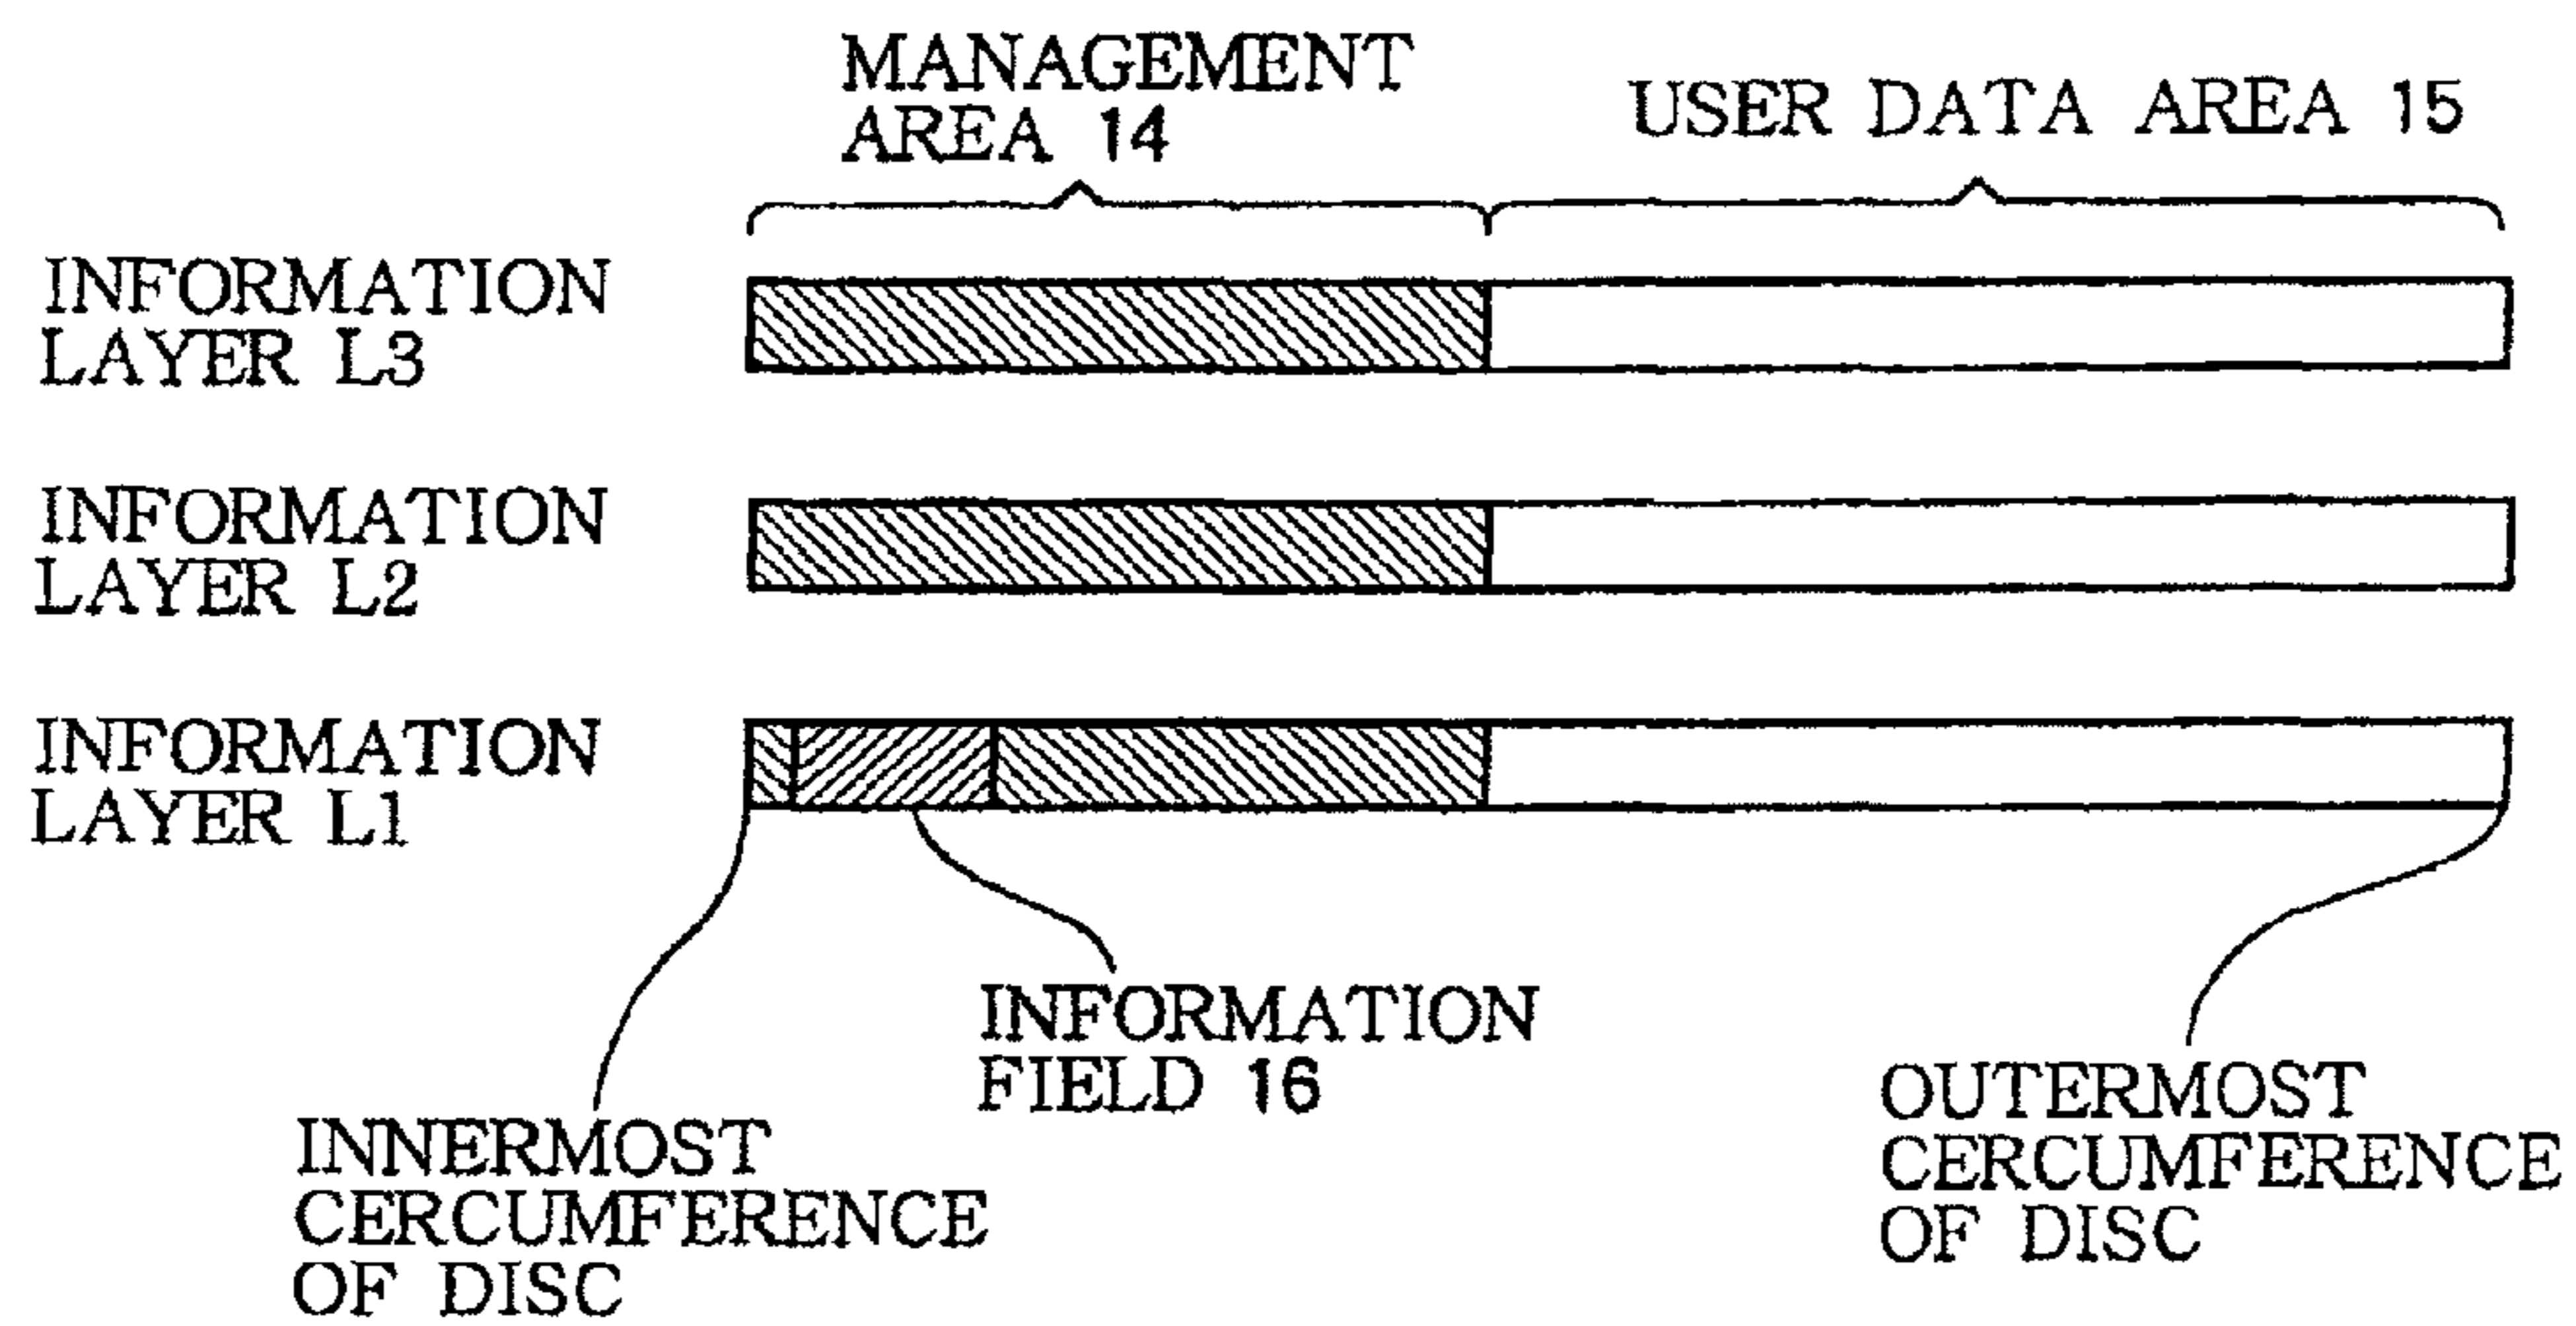 MANAGEMENT
AREA 14
USER DATA AREA 15
INFORMATION
LAYER L3
INFORMATION
LAYER L2
INFORMATION
LAYER L1
INFORMATION
FIELD 16
INNERMOST
CERCUMFERENCE
OF DISC
OUTERMOST
CERCUMFERENCE
OF DISC